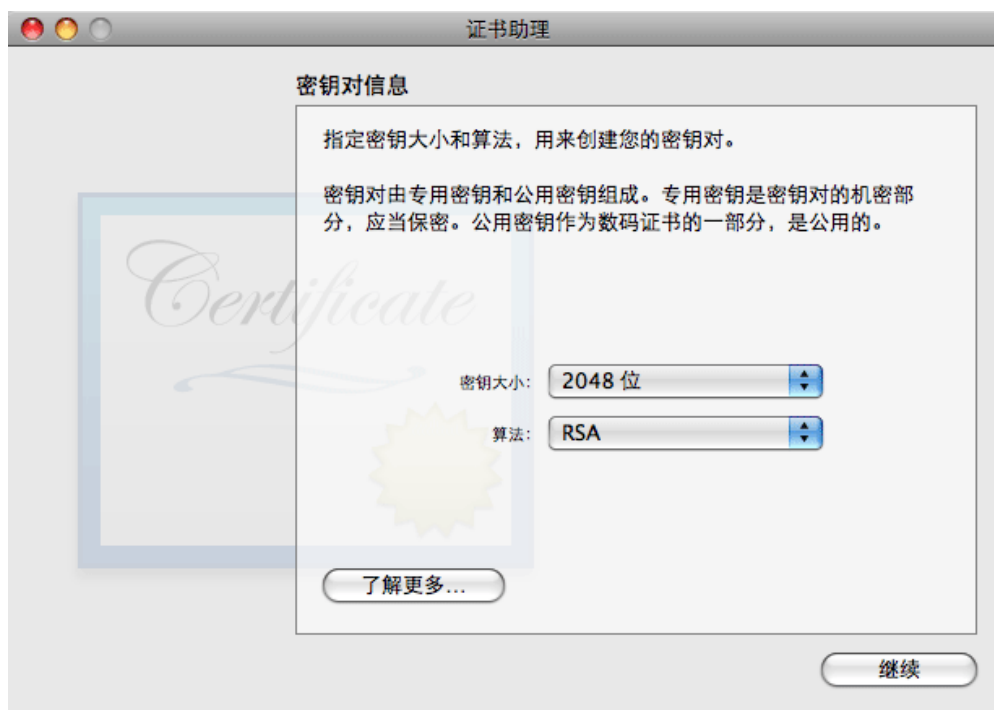 证书助理
密钥对信息
指定密钥大小和算法，用来创建您的密钥对。
密钥对由专用密钥和公用密钥组成。专用密钥是密钥对的机密部
分，应当保密。公用密钥作为数码证书的一部分，是公用的。
Certificate
密钥大小：
2048 位
算法：
RSA
了解更多...
继续